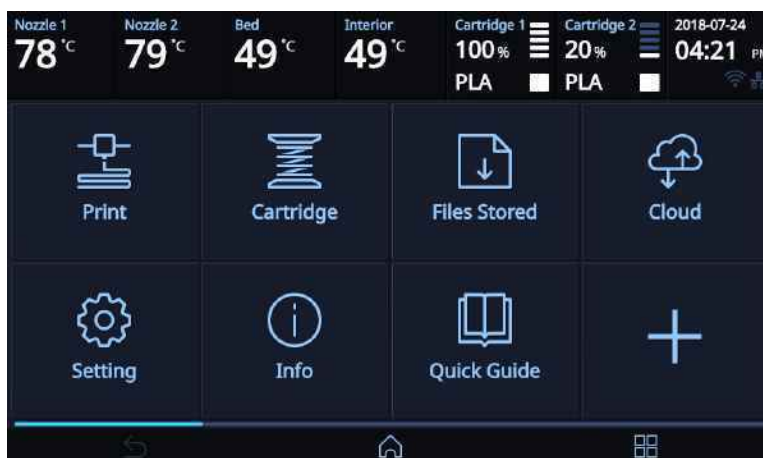 Nozzle 1 Nozzle 2 Bed Interior Cartridge 1 Cartridge 2 2018-07-24
78 °C 79 °C 49 °C 49 °C 100 % 20 % 04:21 PM
PLA PLA
Print Cartridge Files Stored Cloud
Setting Info Quick Guide